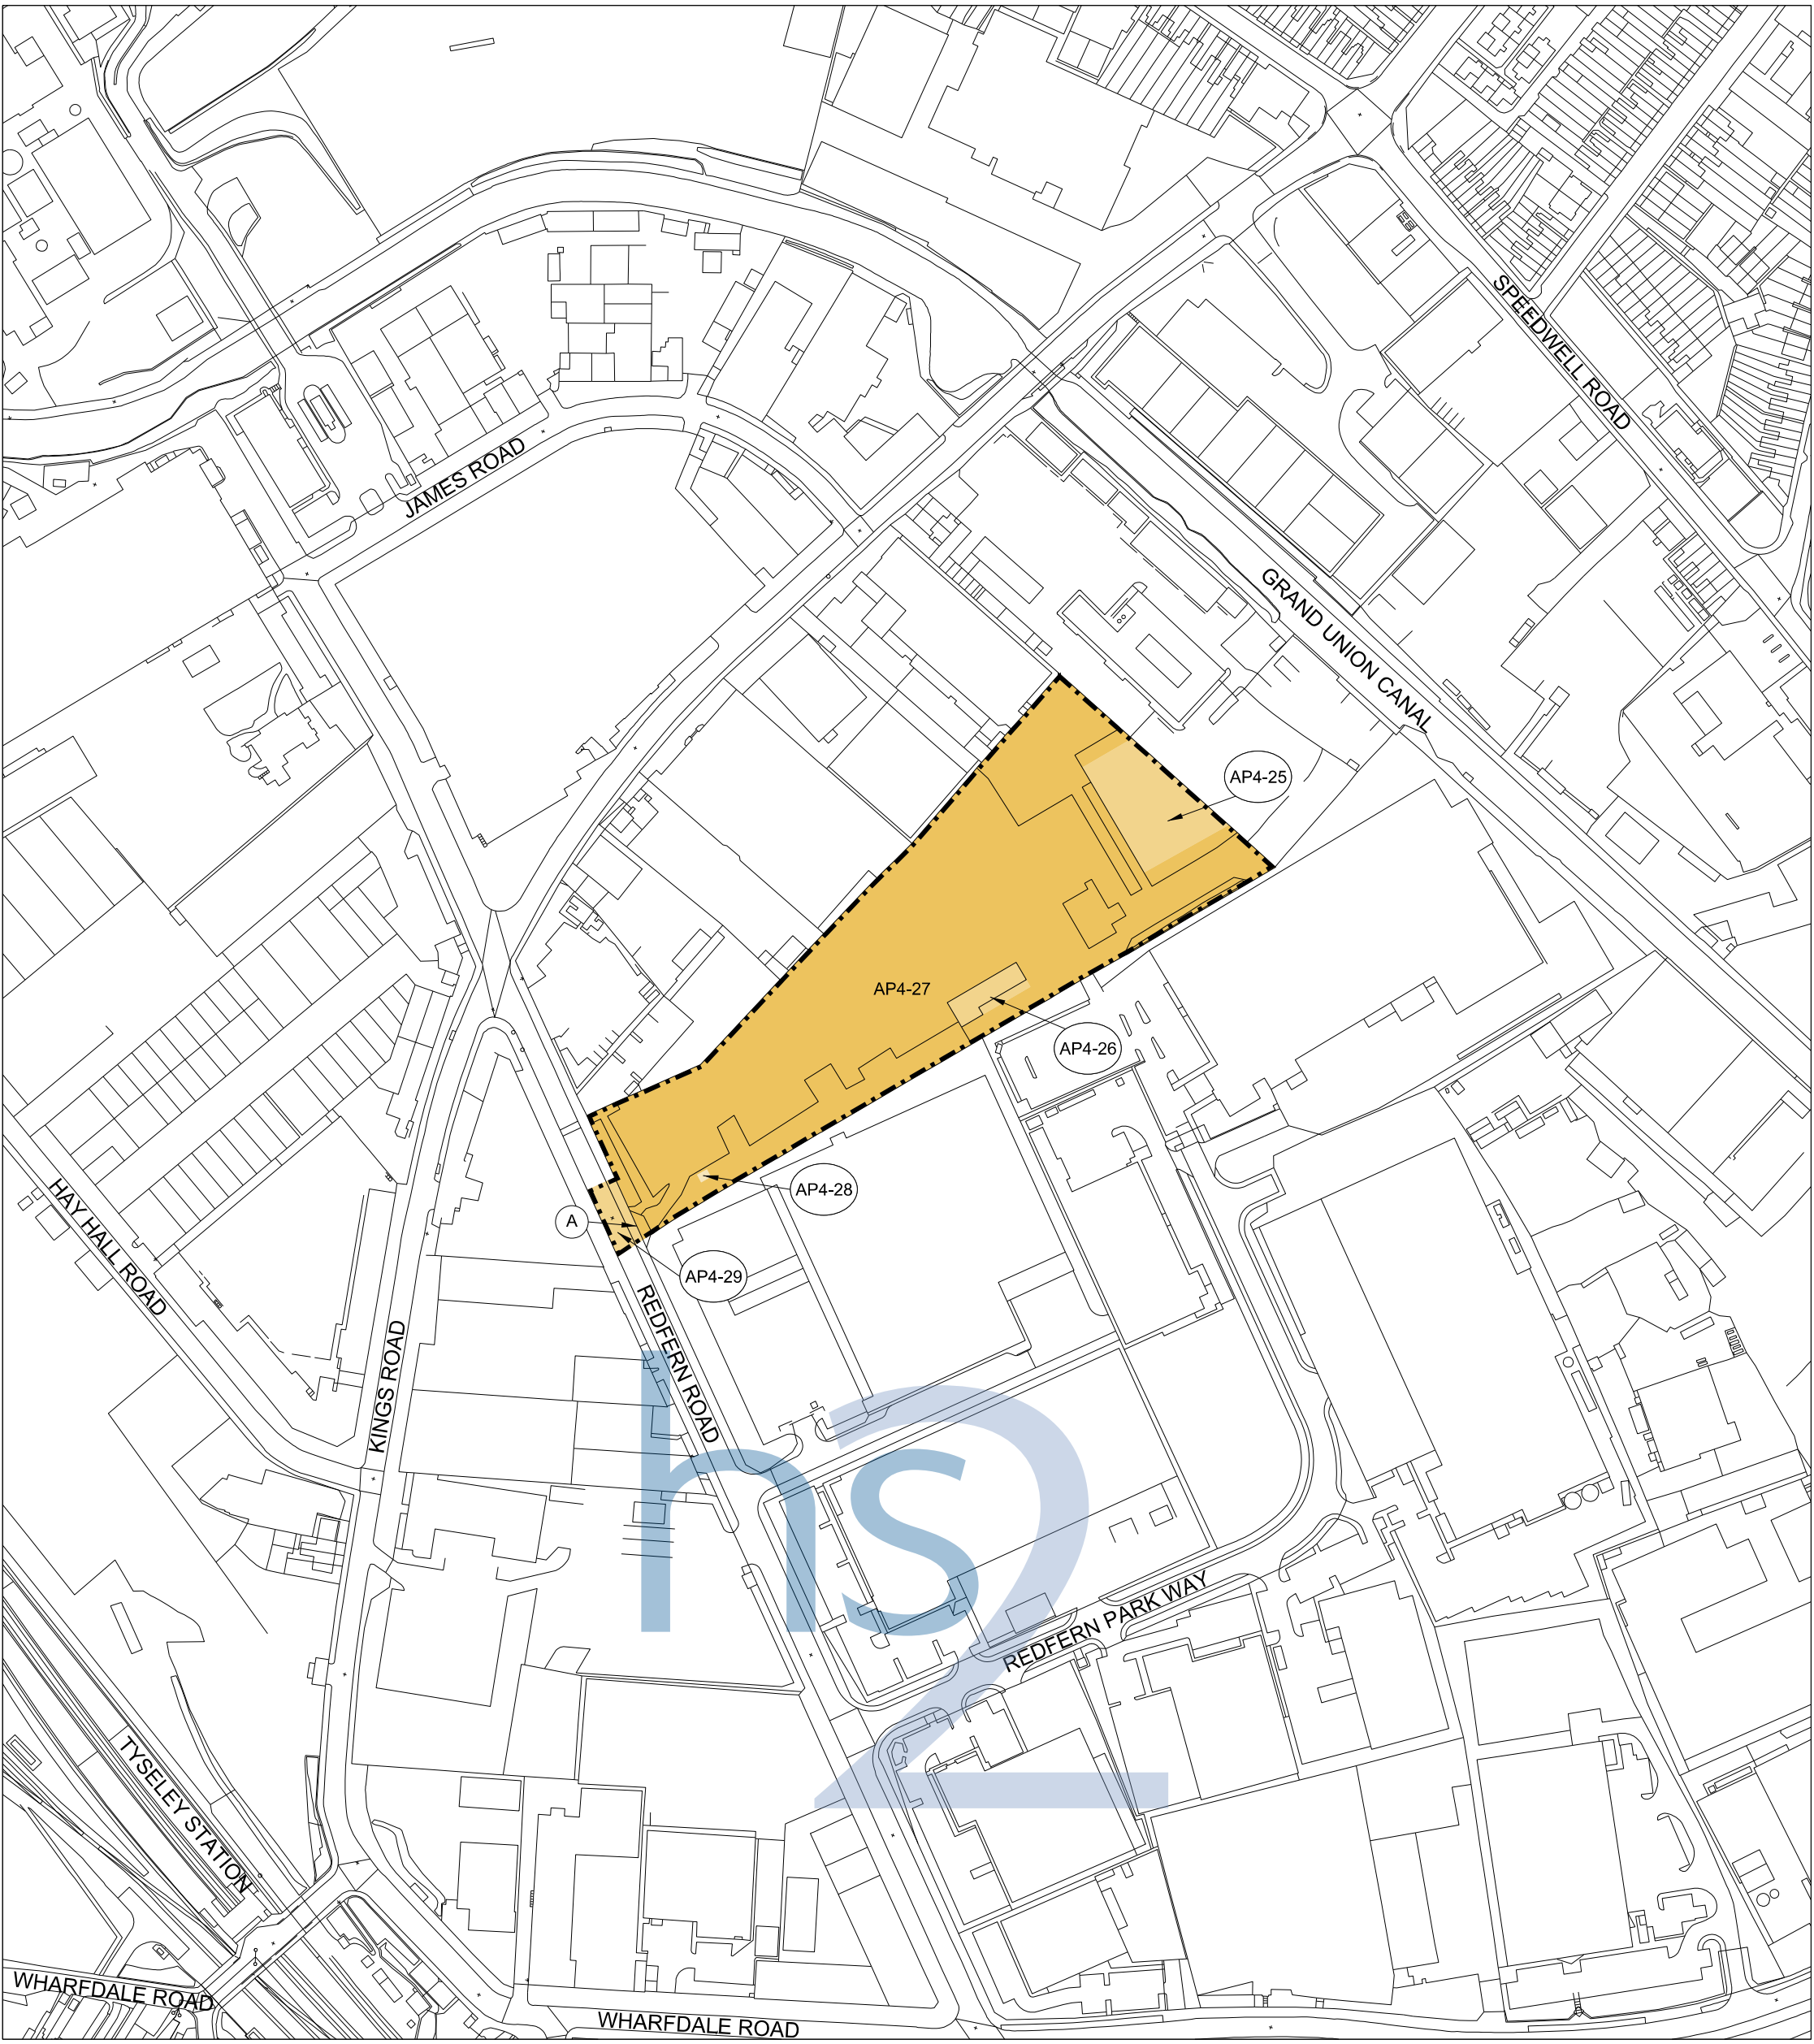 SPEEDWELL ROAD
JAMES ROAD
GRAND UNION CANAL
AP4-25
AP4-27
AP4-26
AP4-28
A
AP4-29
HAY HALL ROAD
KINGS ROAD
REDFERN ROAD
hs2
REDFERN PARK WAY
TYSELEY STATION
WHARFDALE ROAD
WHARFDALE ROAD